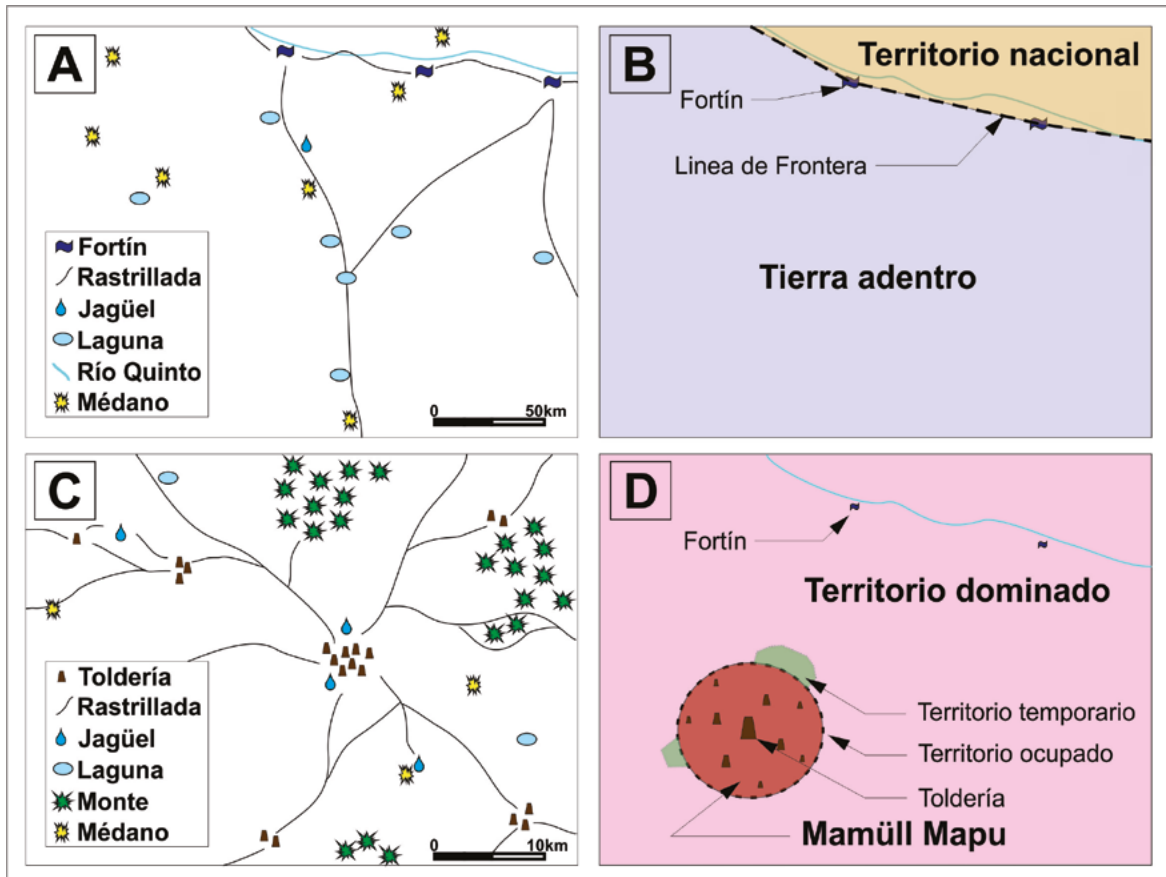 A
Fortín
Rastrillada
Jagüel
Laguna
Río Quinto
Médano
0 50km
B
Territorio nacional
Fortín
Linea de Frontera
Tierra adentro
C
Toldería
Rastrillada
Jagüel
Laguna
Monte
Médano
0 10km
D
Fortín
Territorio dominado
Territorio temporario
Territorio ocupado
Toldería
Mamüll Mapu